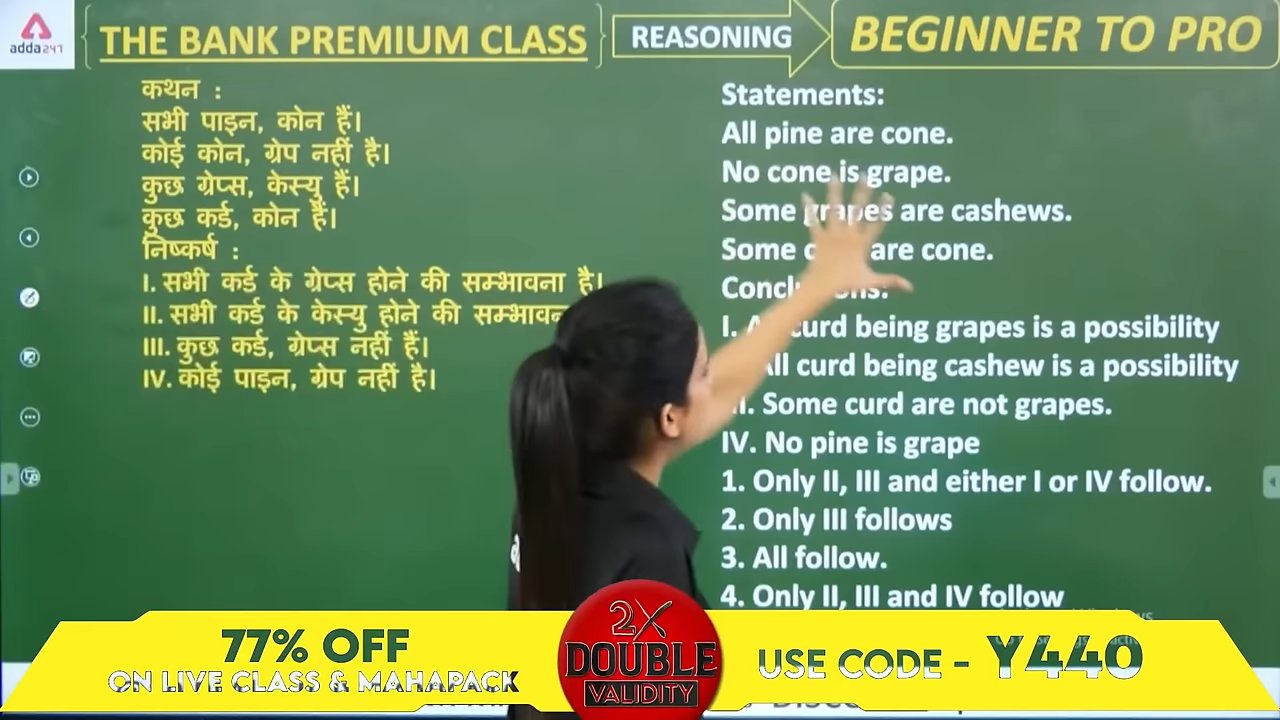 adda247
THE BANK PREMIUM CLASS
REASONING
BEGINNER TO PRO
कथन :
सभी पाइन, कोन हैं।
कोई कोन, ग्रेप नहीं है।
कुछ ग्रेप्स, केस्यु हैं।
कुछ कर्ड, कोन हैं।
निष्कर्ष :
I. सभी कर्ड के ग्रेप्स होने की सम्भावना है।
II. सभी कर्ड के केस्यु होने की
III. कुछ कर्ड, ग्रेप्स नहीं हैं।
IV. कोई पाइन, ग्रेप नहीं है।
Statements:
All pine are cone.
No cone is grape.
Some grapes are cashews.
Some are cone.
I. curd being grapes is a possibility
All curd being cashew is a possibility
Some curd are not grapes.
IV. No pine is grape
1. Only II, III and either I or IV follow.
2. Only III follows
3. All follow.
4. Only II, III and IV follow
77% OFF
ON LIVE CLASS & MAHAPACK
2X
DOUBLE
VALIDITY
USE CODE - Y440